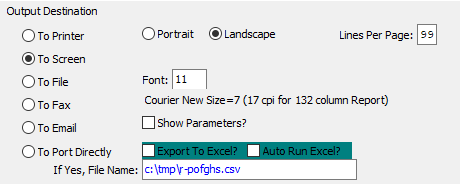 Output Destination
To Printer
Portrait
Landscape
Lines Per Page: 99
To Screen
To File
Font: 11
To Fax
Courier New Size=7 (17 cpi for 132 column Report)
To Email
Show Parameters?
To Port Directly
Export To Excel?
Auto Run Excel?
If Yes, File Name: c:\tmp\r-pofghs.csv